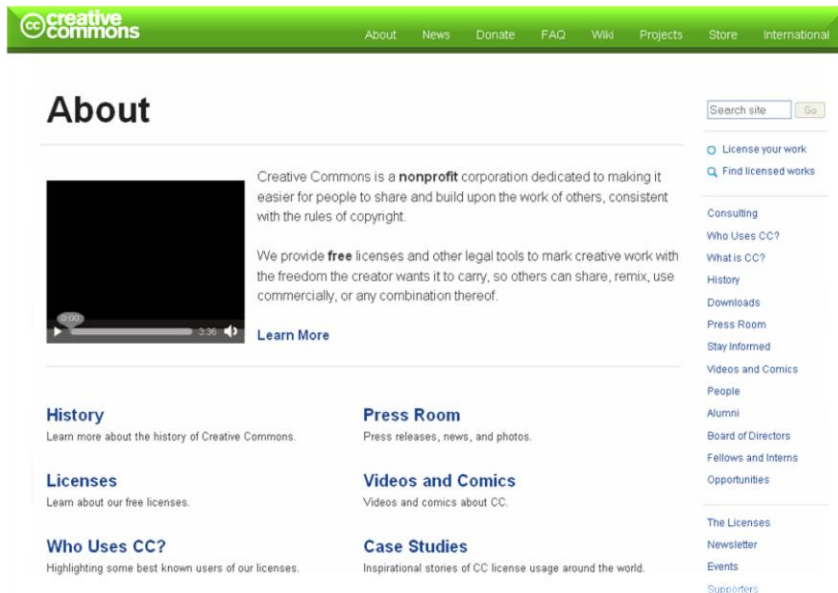 cc creative
commons
About News Donate FAQ Wiki Projects Store International
About
Search site Go
License your work
Find licensed works
Creative Commons is a nonprofit corporation dedicated to making it
easier for people to share and build upon the work of others, consistent
with the rules of copyright.
We provide free licenses and other legal tools to mark creative work with
the freedom the creator wants it to carry, so others can share, remix, use
commercially, or any combination thereof.
0:00
3:36
Learn More
History
Learn more about the history of Creative Commons.
Press Room
Press releases, news, and photos.
Licenses
Learn about our free licenses.
Videos and Comics
Videos and comics about CC.
Who Uses CC?
Highlighting some best known users of our licenses.
Case Studies
Inspirational stories of CC license usage around the world.
Consulting
Who Uses CC?
What is CC?
History
Downloads
Press Room
Stay Informed
Videos and Comics
People
Alumni
Board of Directors
Fellows and Interns
Opportunities
The Licenses
Newsletter
Events
Supporters